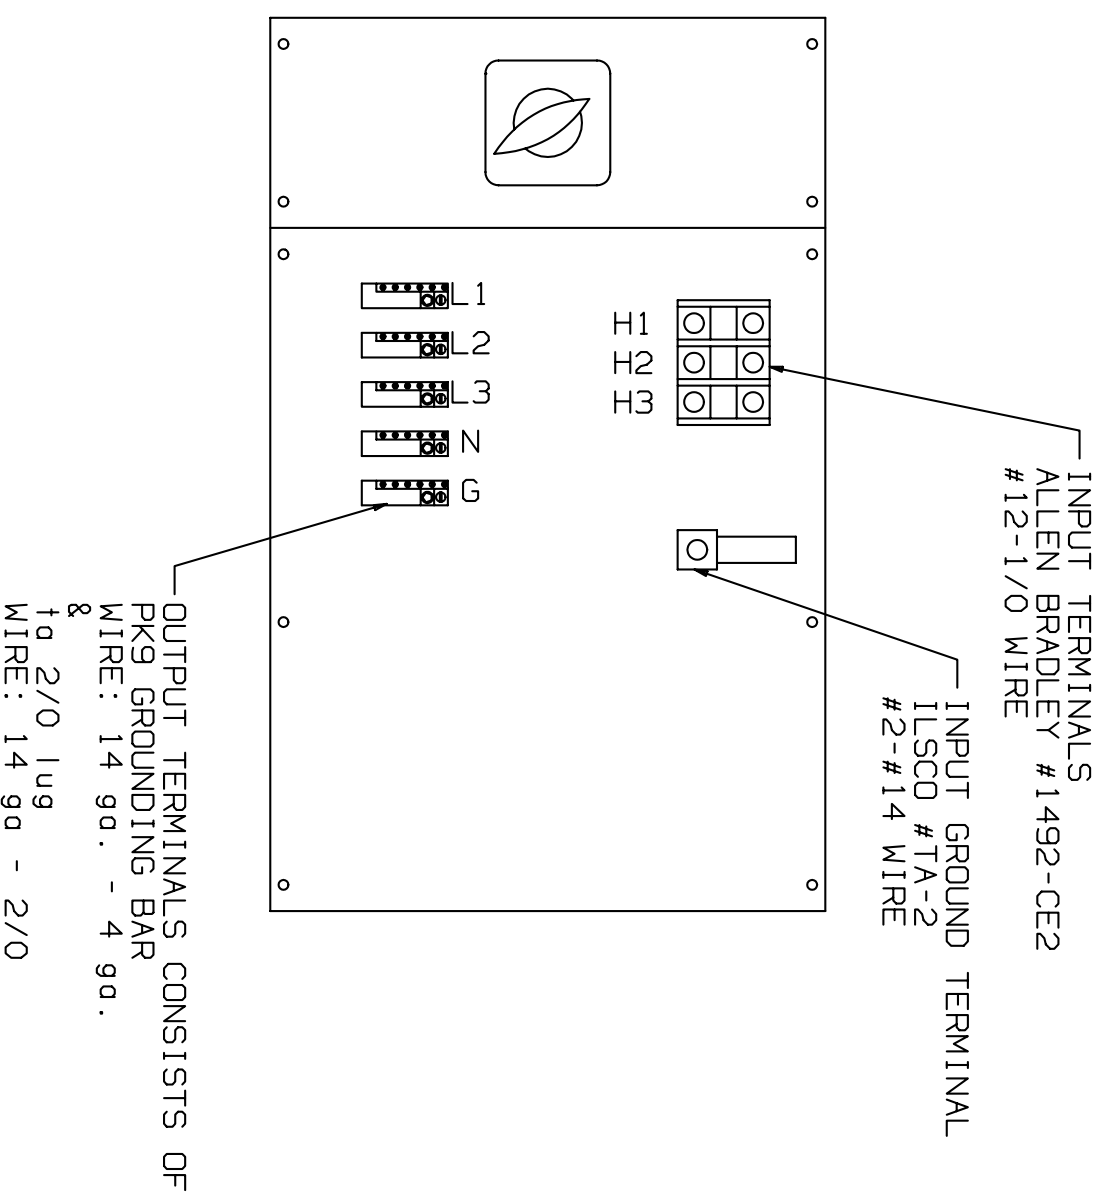 L1
L2
L3
N
G
H1
H2
H3
INPUT TERMINALS
ALLEN BRADLEY #1492-CE2
#12-1/0 WIRE
INPUT GROUND TERMINAL
ILSCO #TA-2
#2-#14 WIRE
OUTPUT TERMINALS CONSISTS OF
PK9 GROUNDING BAR
WIRE: 14 ga. - 4 ga.
&
ta 2/0 lug
WIRE: 14 ga - 2/0